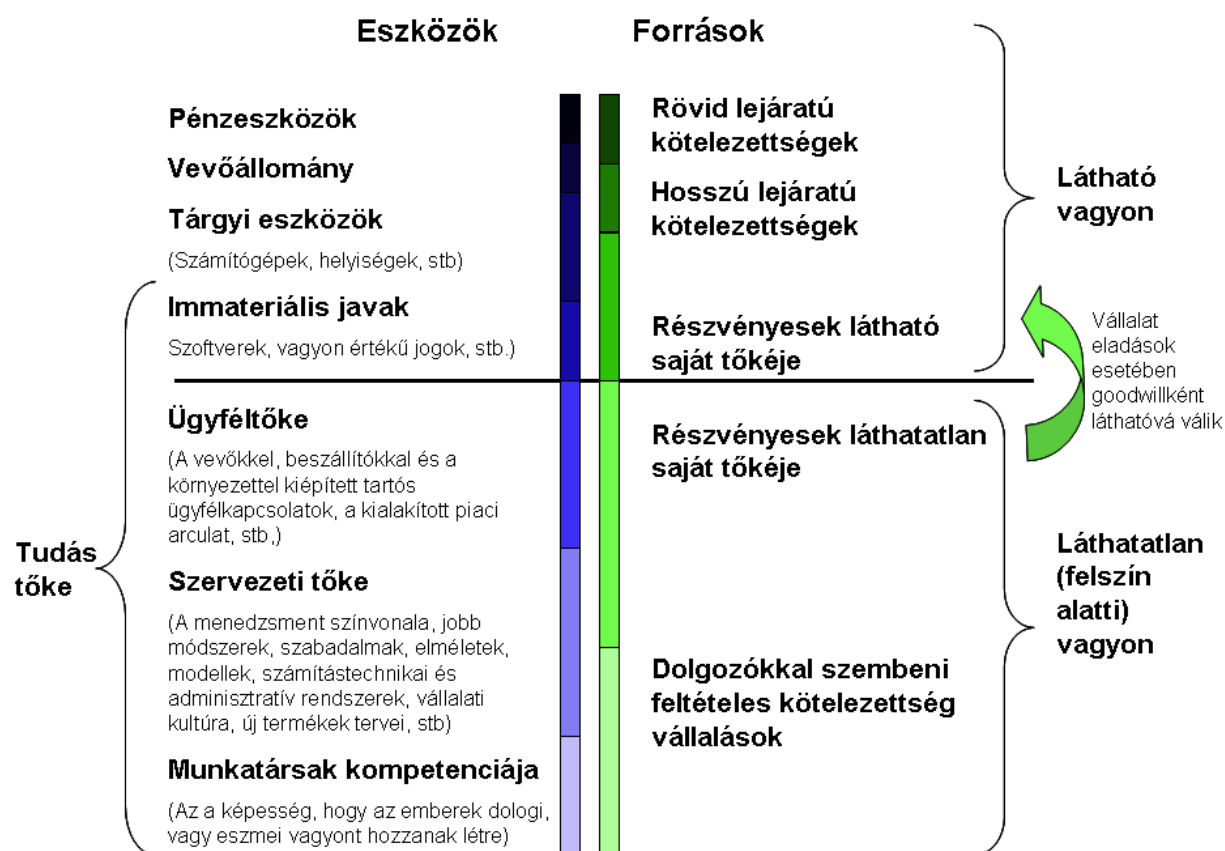 Eszközök
Források
Pénzeszközök
Vevőállomány
Tárgyi eszközök
(Számítógépek, helyiségek, stb)
Immateriális javak
Szoftverek, vagyon értékű jogok, stb.)
Ügyféltőke
(A vevőkkel, beszállítókkal és a
környezettel kiépített tartós
ügyfélkapcsolatok, a kialakított piaci
arculat, stb,)
Szervezeti tőke
(A menedzsment színvonala, jobb
módszerek, szabadalmak, elméletek,
modellek, számítástechnikai és
adminisztratív rendszerek, vállalati
kultúra, új termékek tervei, stb)
Munkatársak kompetenciája
(Az a képesség, hogy az emberek dologi,
vagy eszmei vagyont hozzanak létre)
Tudás
tőke
Rövid lejáratú
kötelezettségek
Hosszú lejáratú
kötelezettségek
Részvényesek látható
saját tőkéje
Részvényesek láthatatlan
saját tőkéje
Dolgozókkal szembeni
feltételes kötelezettség
vállalások
Látható
vagyon
Vállalat
eladások
esetében
goodwillként
láthatóvá válik
Láthatatlan
(felszín
alatti)
vagyon